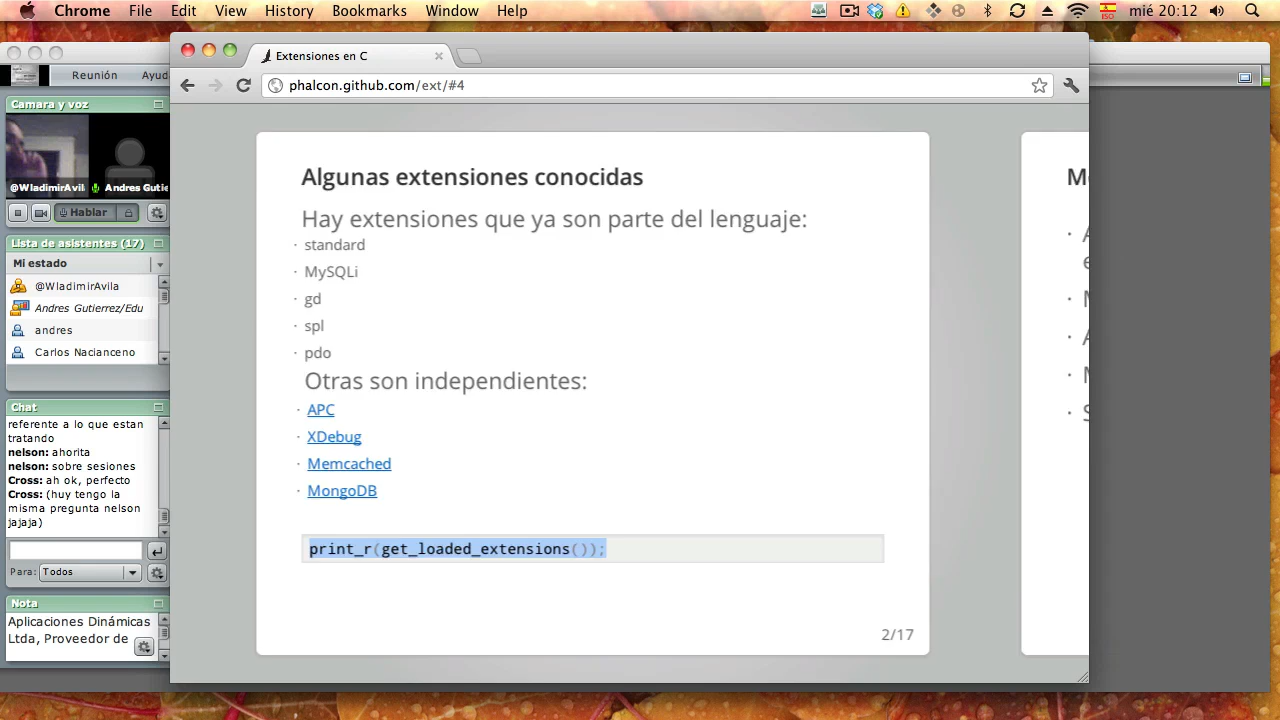 Chrome File Edit View History Bookmarks Window Help
ISO
mié 20:12
Reunión Ayud
Camara y voz
@WladimirAvil
Andres Gutie
Hablar
Lista de asistentes (17)
Mi estado
@WladimirAvila
Andres Gutierrez/Edu
andres
Carlos Nacianceno
Chat
referente a lo que estan
tratando
nelson: ahorita
nelson: sobre sesiones
Cross: ah ok, perfecto
Cross: (huy tengo la
misma pregunta nelson
jajaja)
Para: Todos
Nota
Aplicaciones Dinámicas
Ltda, Proveedor de
Extensiones en C
phalcon.github.com/ext/#4
Algunas extensiones conocidas
Hay extensiones que ya son parte del lenguaje:
· standard
· MySQLi
· gd
· spl
· pdo
Otras son independientes:
· APC
· XDebug
· Memcached
· MongoDB
print_r(get_loaded_extensions());
2/17